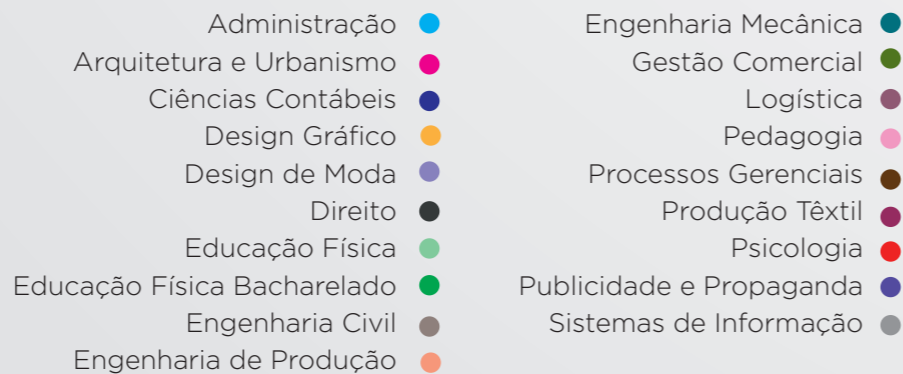 Administração
Arquitetura e Urbanismo
Ciências Contábeis
Design Gráfico
Design de Moda
Direito
Educação Física
Educação Física Bacharelado
Engenharia Civil
Engenharia de Produção
Engenharia Mecânica
Gestão Comercial
Logística
Pedagogia
Processos Gerenciais
Produção Têxtil
Psicologia
Publicidade e Propaganda
Sistemas de Informação